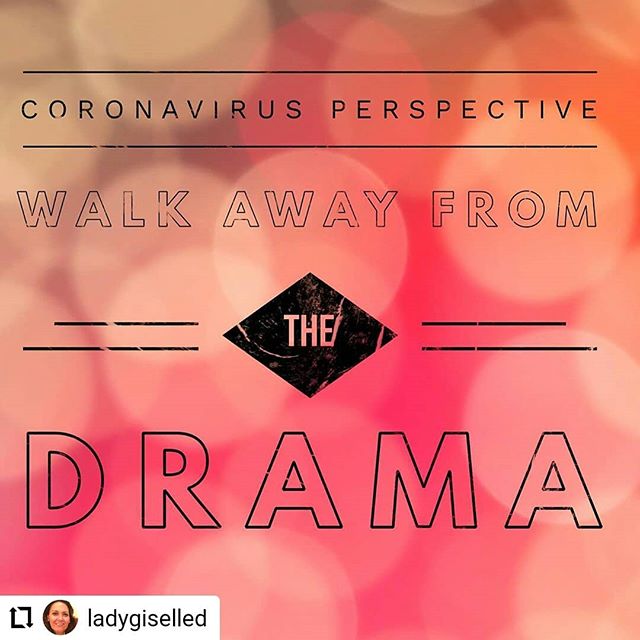 CORONAVIRUS PERSPECTIVE
WALK AWAY FROM
THE
DRAMA
ladygiselled